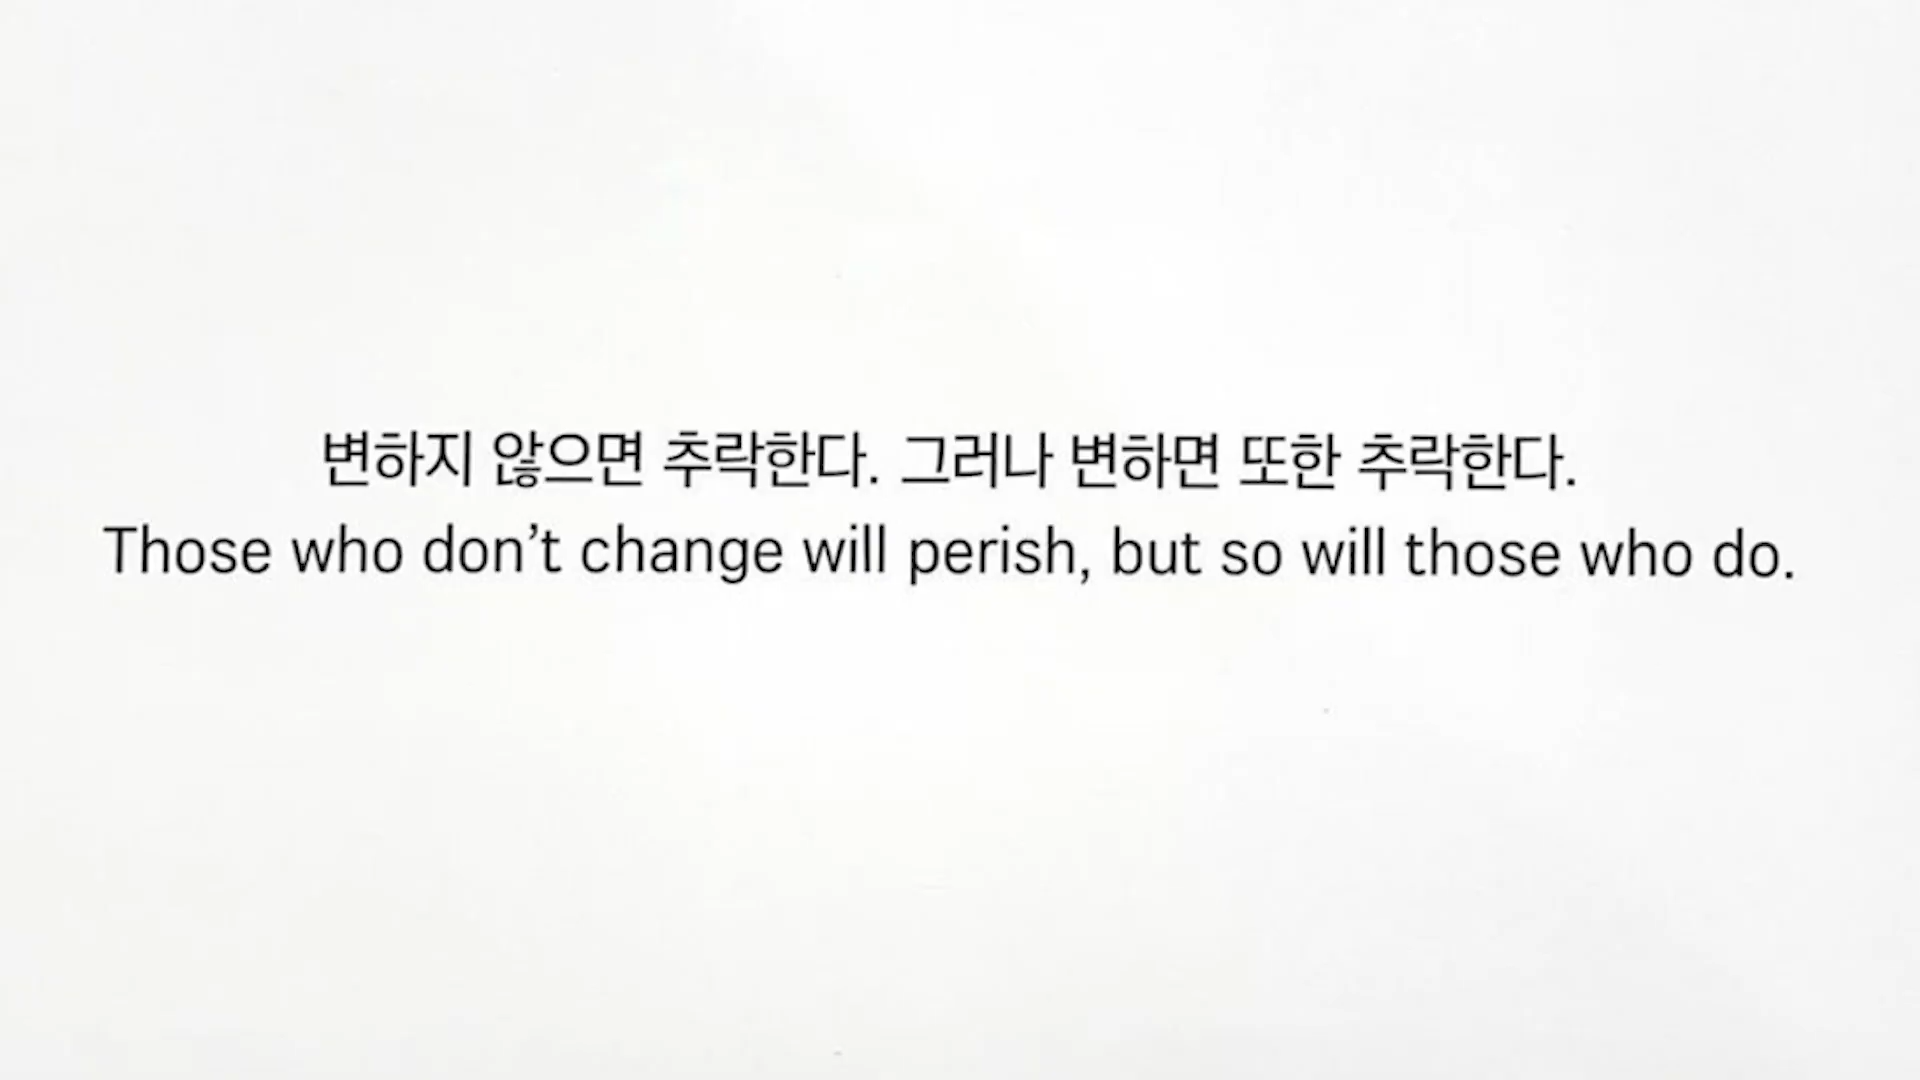 변하지 않으면 추락한다. 그러나 변하면 또한 추락한다.
Those who don’t change will perish, but so will those who do.